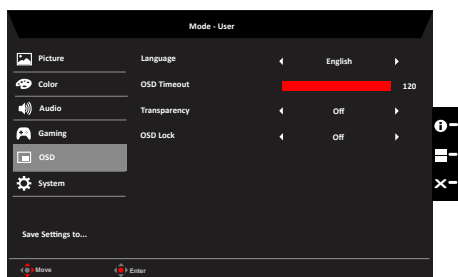 Mode - User
Picture
Language English
Color
OSD Timeout 120
Audio
Transparency Off
Gaming
OSD Lock Off
OSD
System
Save Settings to...
Move Enter